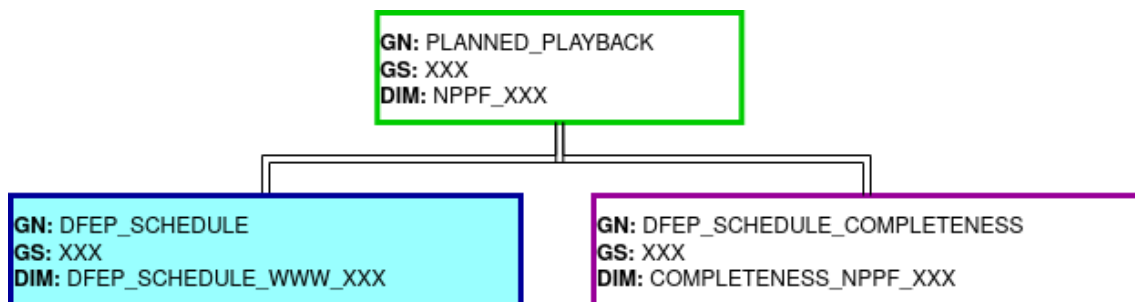 GN: PLANNED_PLAYBACK
GS: XXX
DIM: NPPF_XXX
GN: DFEP_SCHEDULE
GS: XXX
DIM: DFEP_SCHEDULE_WWW_XXX
GN: DFEP_SCHEDULE_COMPLETENESS
GS: XXX
DIM: COMPLETENESS_NPPF_XXX